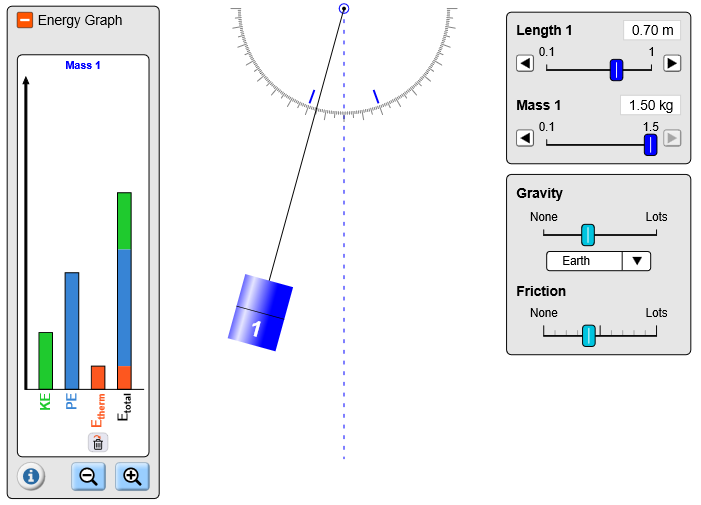 Energy Graph
Mass 1
KE
PE
Etherm
Etotal
1
Length 1
0.70 m
0.1
1
Mass 1
1.50 kg
0.1
1.5
Gravity
None
Lots
Earth
Friction
None
Lots